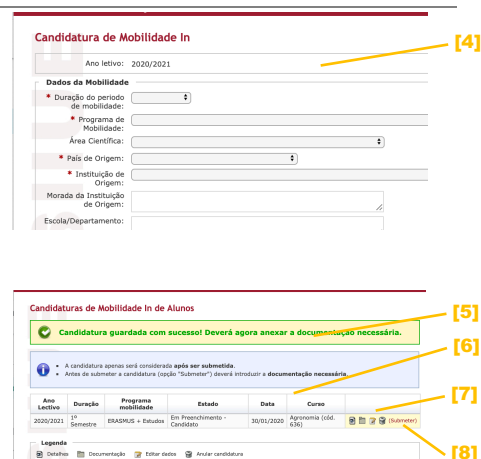 Candidatura de Mobilidade In
[4]
Ano letivo: 2020/2021
Dados da Mobilidade
* Duração do periodo de mobilidade:
* Programa de Mobilidade:
Área Científica:
* País de Origem:
* Instituição de Origem:
Morada da Instituição de Origem:
Escola/Departamento:
Candidaturas de Mobilidade In de Alunos
[5]
Candidatura guardada com sucesso! Deverá agora anexar a documentação necessária.
[6]
• A candidatura apenas será considerada após ser submetida.
• Antes de submeter a candidatura (opção "Submeter") deverá introduzir a documentação necessária.
[7]
Ano Lectivo Duração Programa mobilidade Estado Data Curso
2020/2021 1º Semestre ERASMUS + Estudos Em Preenchimento - Candidato 30/01/2020 Agronomia (cód. 636) (Submeter)
[8]
Legenda
Detalhes Documentação Editar dados Anular candidatura